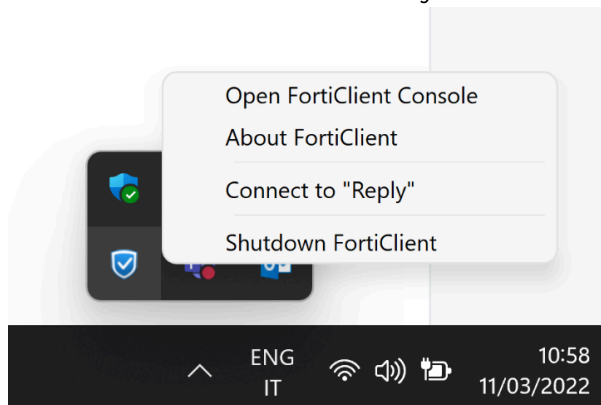 Open FortiClient Console
About FortiClient
Connect to "Reply"
Shutdown FortiClient
ENG
IT
10:58
11/03/2022